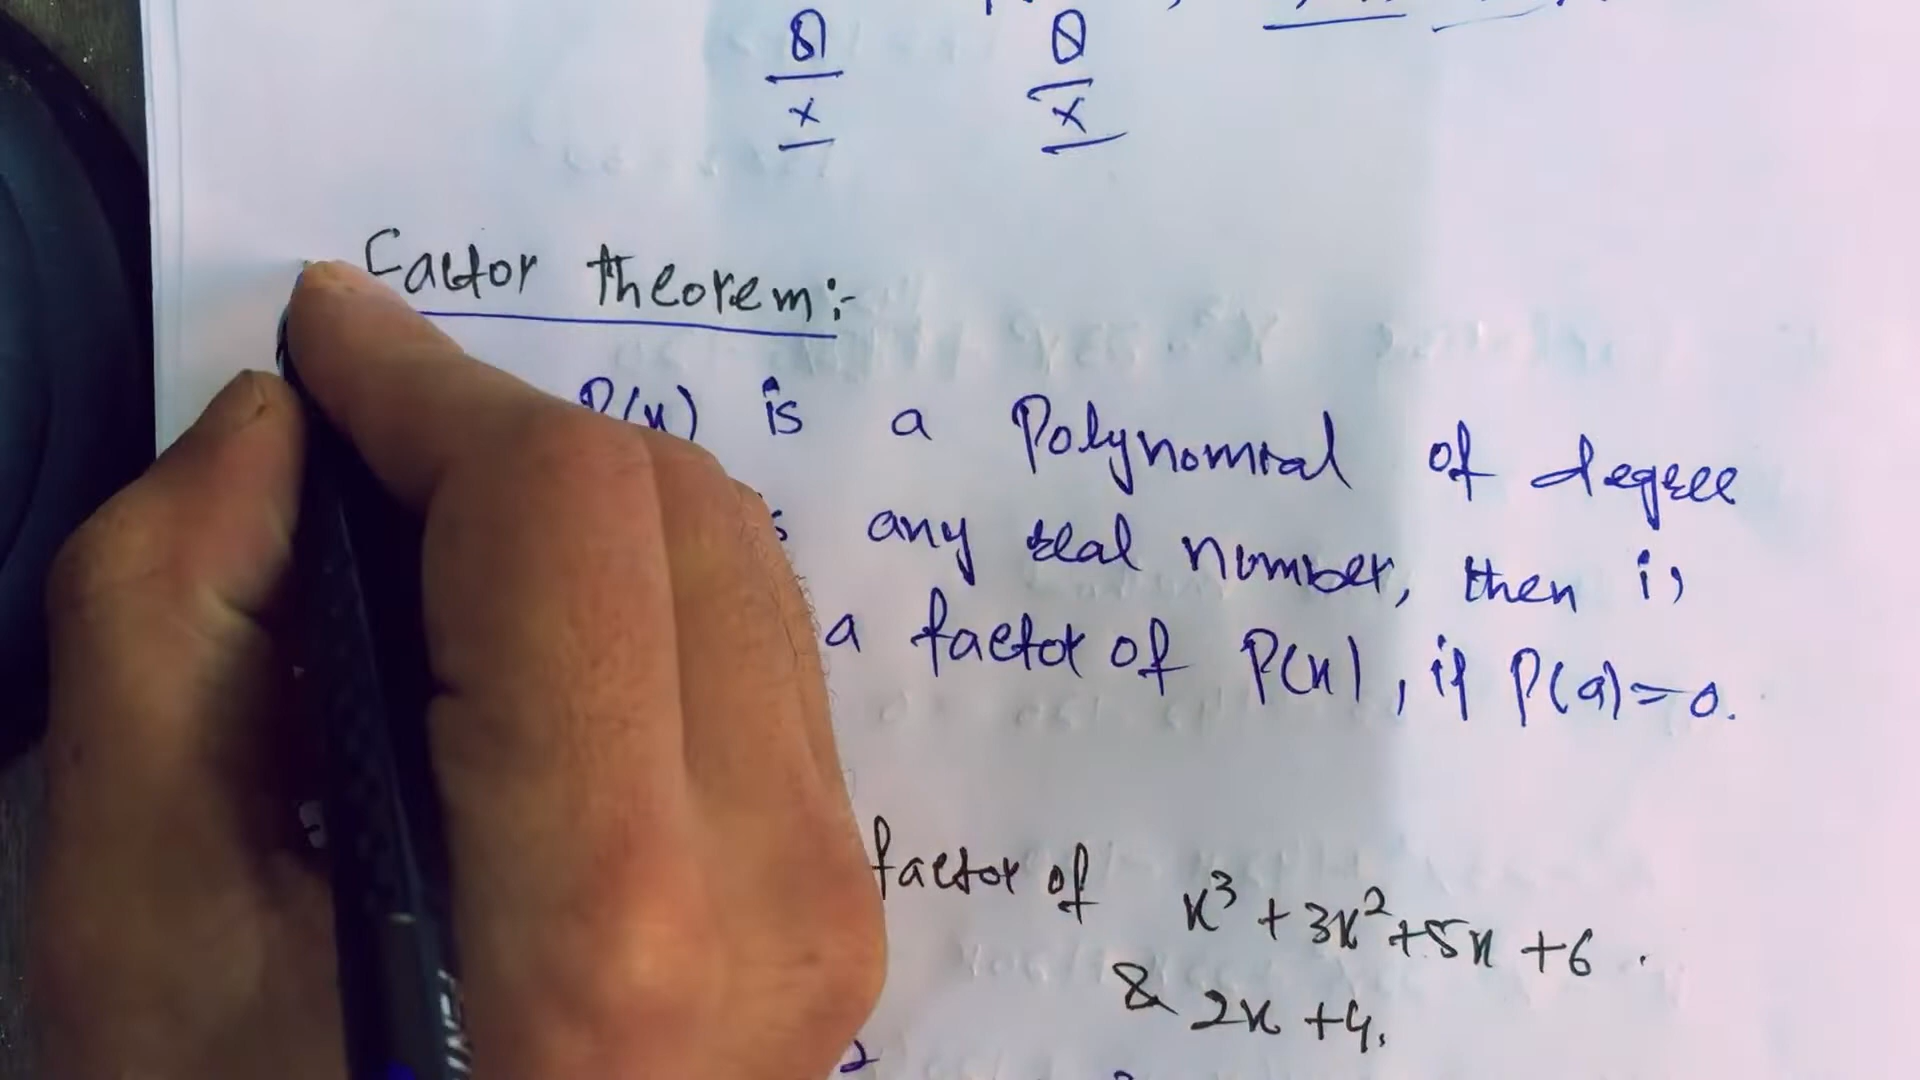 x
x
Factor theorem:-
P(x) is a Polynomial of degree
any real number, then i)
a factor of P(x), if P(a)=0.
factor of x³ + 3x² + 5x + 6 .
& 2x + 4.